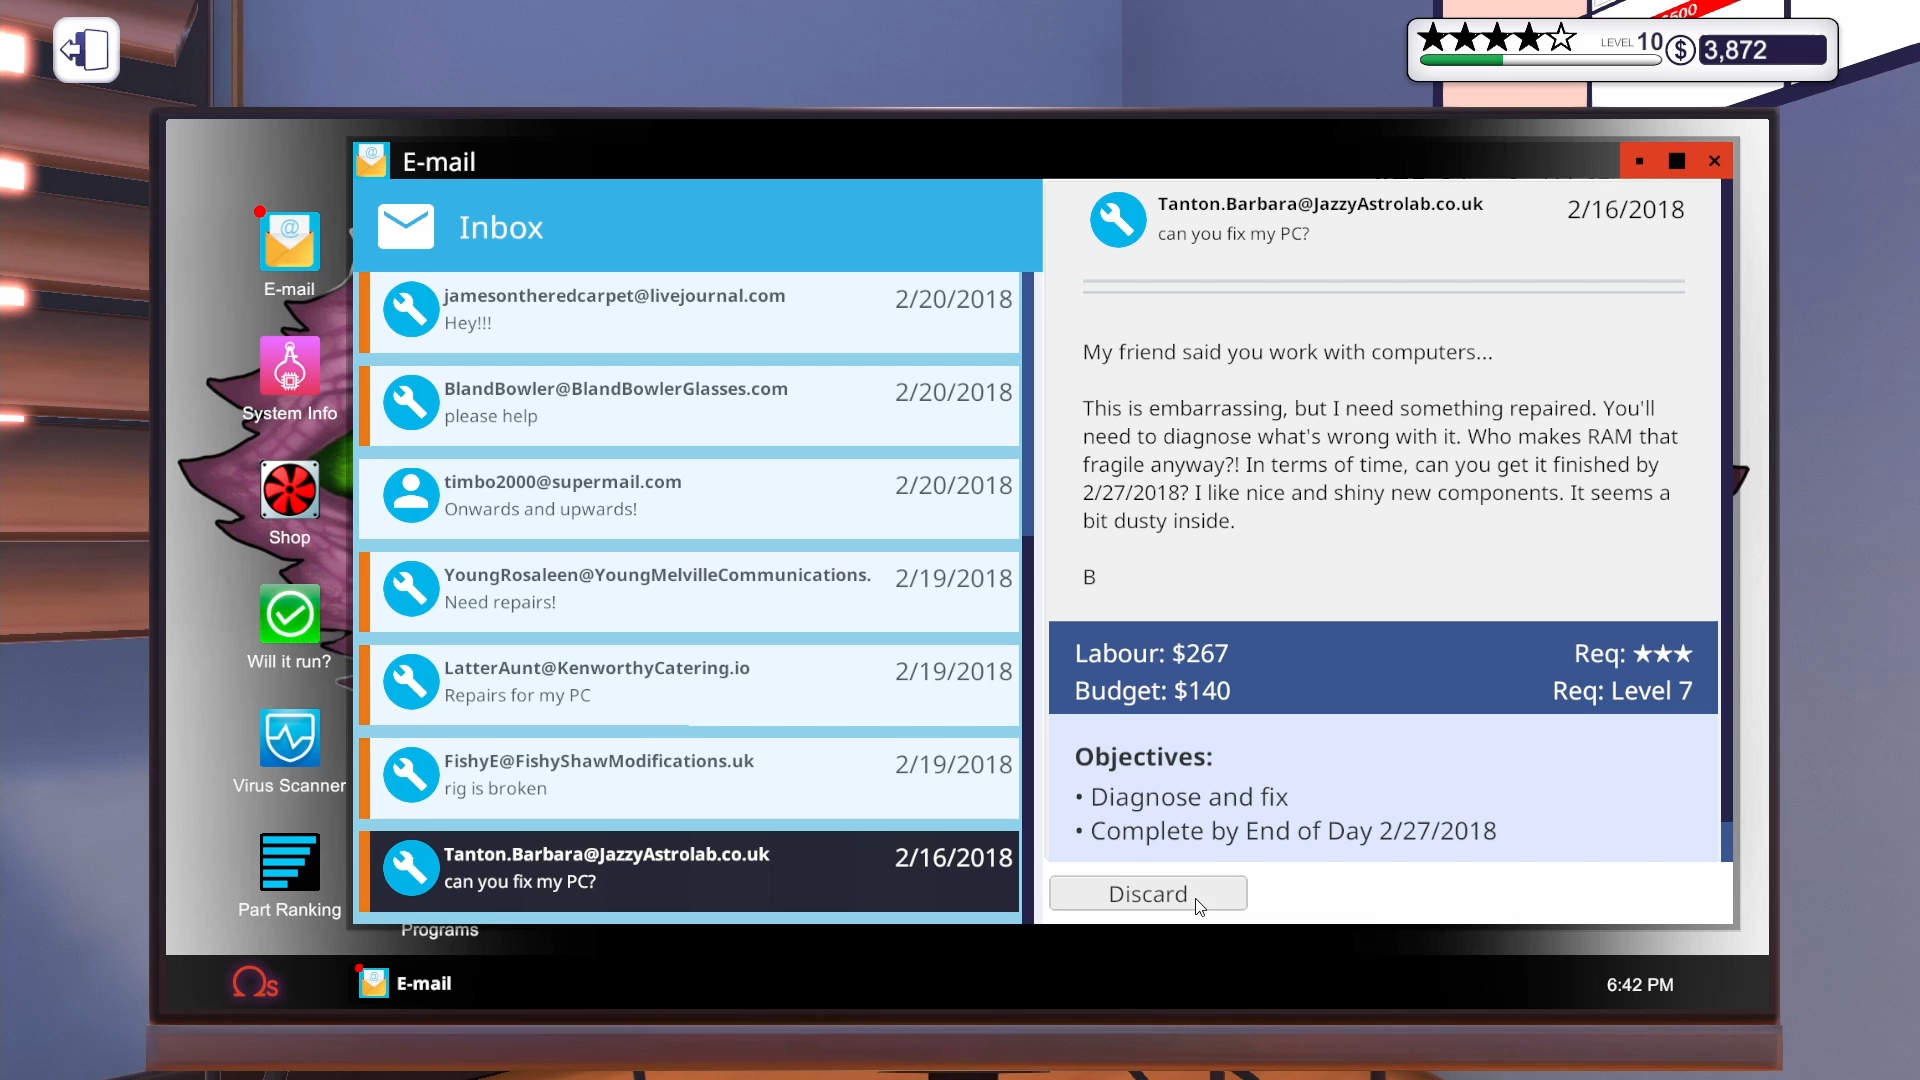 $500
LEVEL 10
$ 3,872
E-mail
Inbox
jamesontheredcarpet@livejournal.com 2/20/2018
Hey!!!
BlandBowler@BlandBowlerGlasses.com 2/20/2018
please help
timbo2000@supermail.com 2/20/2018
Onwards and upwards!
YoungRosaleen@YoungMelvilleCommunications. 2/19/2018
Need repairs!
LatterAunt@KenworthyCatering.io 2/19/2018
Repairs for my PC
FishyE@FishyShawModifications.uk 2/19/2018
rig is broken
Tanton.Barbara@JazzyAstrolab.co.uk 2/16/2018
can you fix my PC?
Tanton.Barbara@JazzyAstrolab.co.uk 2/16/2018
can you fix my PC?
My friend said you work with computers...
This is embarrassing, but I need something repaired. You'll
need to diagnose what's wrong with it. Who makes RAM that
fragile anyway?! In terms of time, can you get it finished by
2/27/2018? I like nice and shiny new components. It seems a
bit dusty inside.
B
Labour: $267 Req: ★★★
Budget: $140 Req: Level 7
Objectives:
• Diagnose and fix
• Complete by End of Day 2/27/2018
Discard
E-mail
System Info
Shop
Will it run?
Virus Scanner
Part Ranking
Programs
Ωs
E-mail
6:42 PM